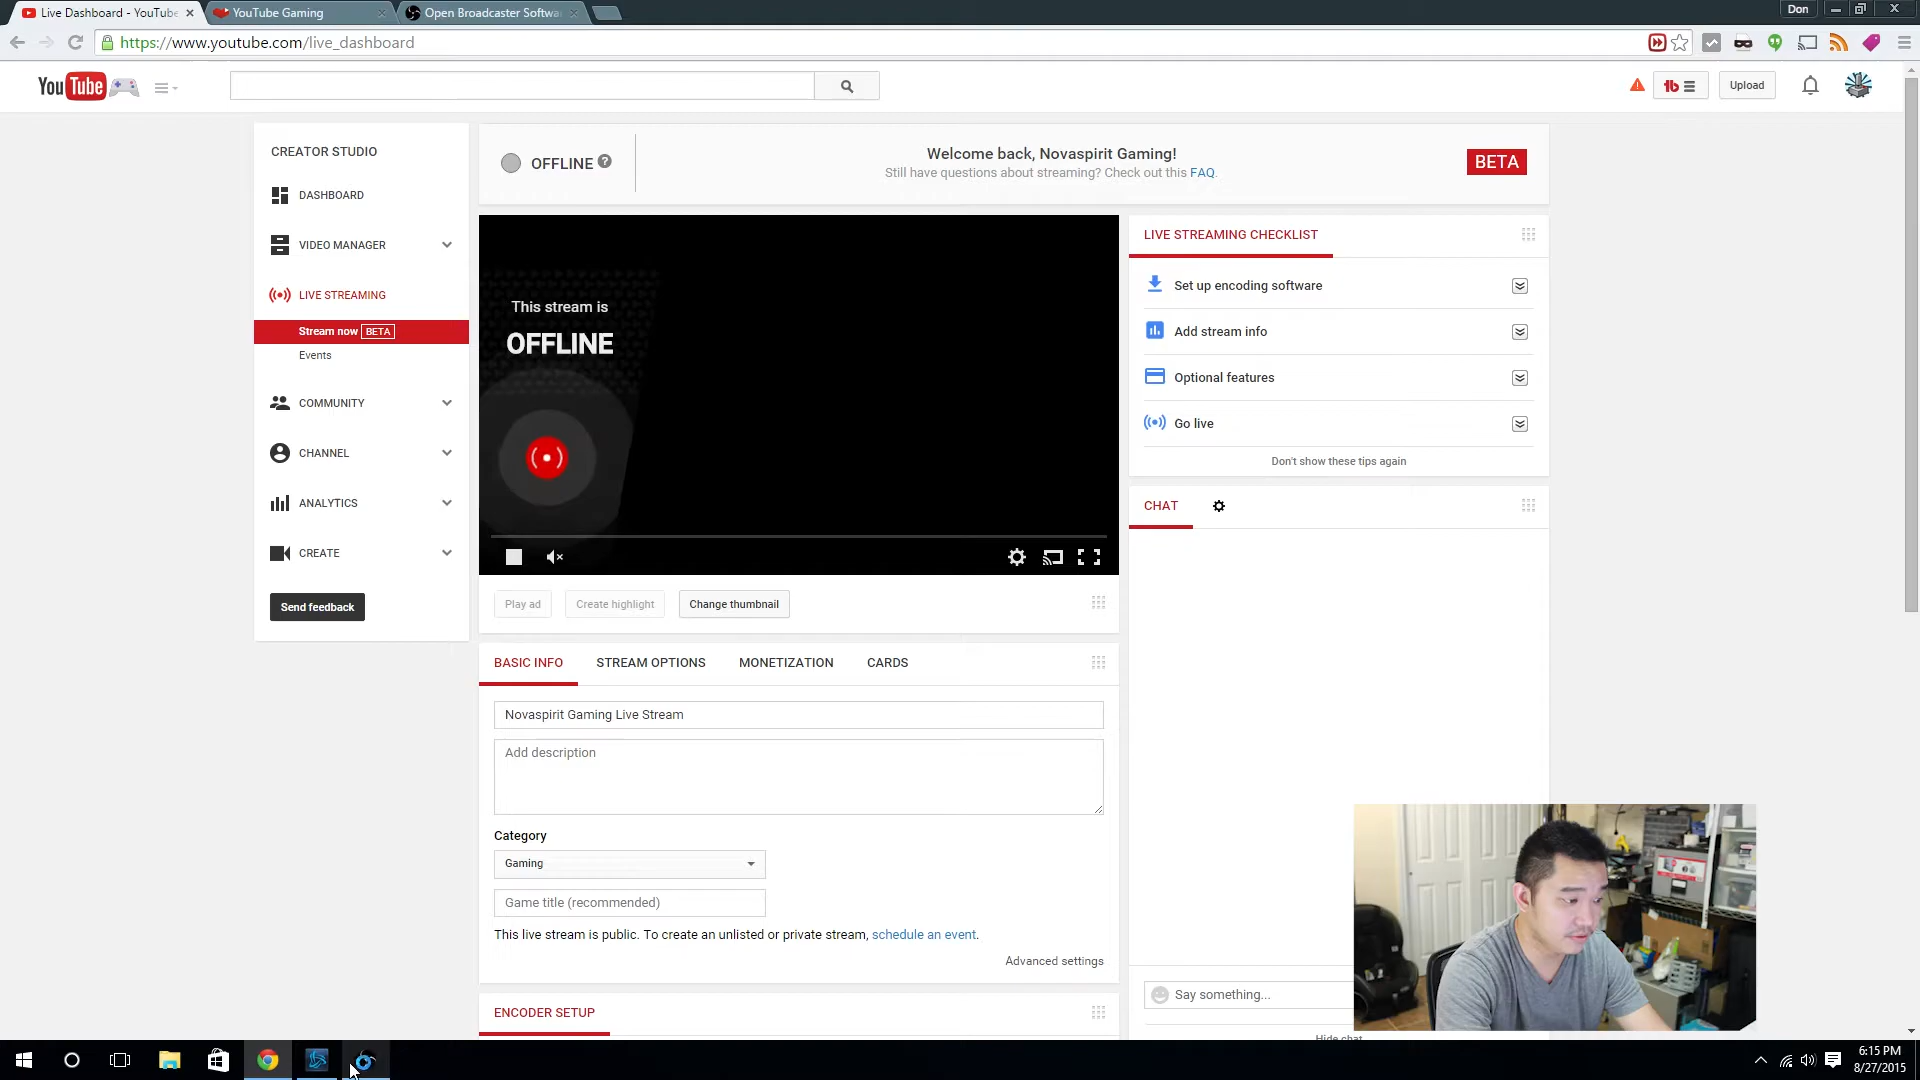 Live Dashboard - YouTube
YouTube Gaming
Open Broadcaster Softwa
Don
https://www.youtube.com/live_dashboard
YouTube
Upload
CREATOR STUDIO
DASHBOARD
VIDEO MANAGER
LIVE STREAMING
Stream now BETA
Events
COMMUNITY
CHANNEL
ANALYTICS
CREATE
Send feedback
OFFLINE ?
Welcome back, Novaspirit Gaming!
Still have questions about streaming? Check out this FAQ.
BETA
This stream is
OFFLINE
Play ad
Create highlight
Change thumbnail
BASIC INFO
STREAM OPTIONS
MONETIZATION
CARDS
Novaspirit Gaming Live Stream
Add description
Category
Gaming
Game title (recommended)
This live stream is public. To create an unlisted or private stream, schedule an event.
Advanced settings
ENCODER SETUP
LIVE STREAMING CHECKLIST
Set up encoding software
Add stream info
Optional features
Go live
Don't show these tips again
CHAT
Say something...
Hide chat
6:15 PM
8/27/2015